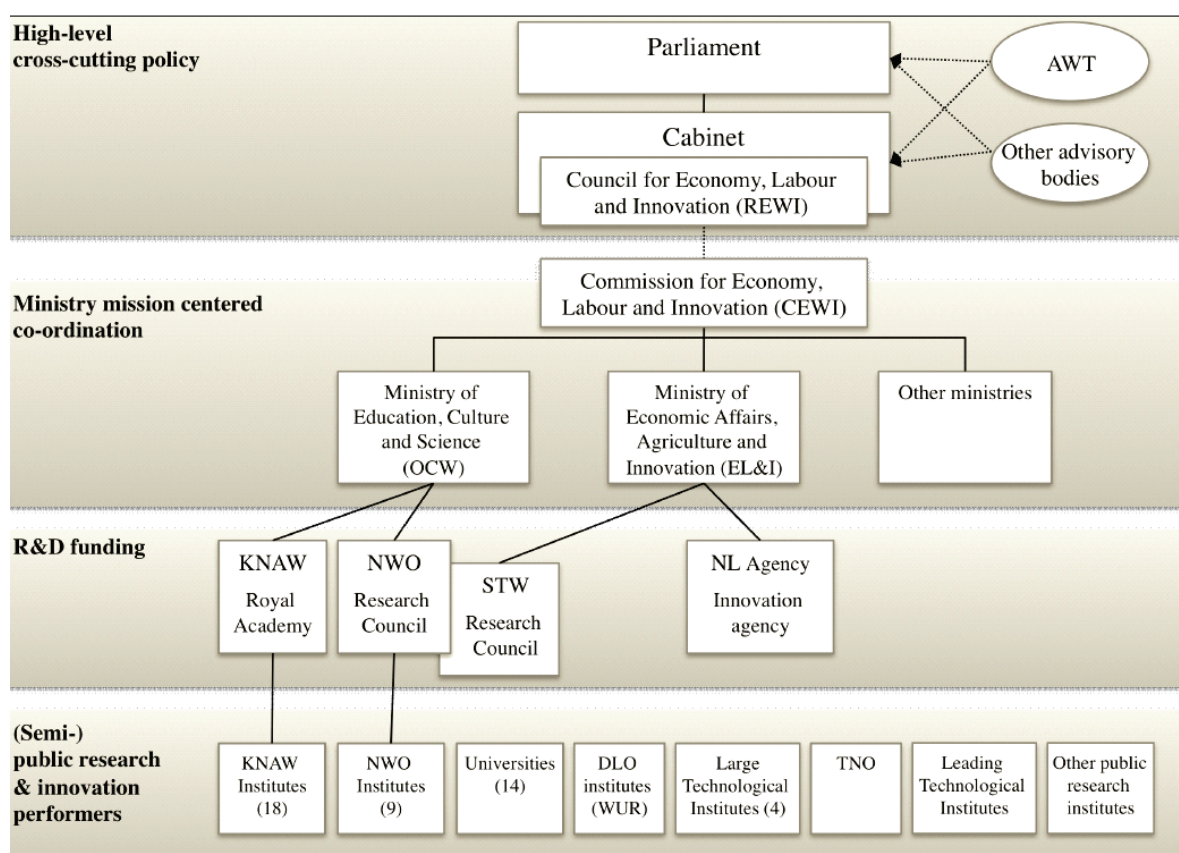 High-level
cross-cutting policy
Parliament
AWT
Cabinet
Other advisory
bodies
Council for Economy, Labour
and Innovation (REWI)
Ministry mission centered
co-ordination
Commission for Economy,
Labour and Innovation (CEWI)
Ministry of
Education, Culture
and Science
(OCW)
Ministry of
Economic Affairs,
Agriculture and
Innovation (EL&I)
Other ministries
R&D funding
KNAW
Royal
Academy
NWO
Research
Council
STW
Research
Council
NL Agency
Innovation
agency
(Semi-)
public research
& innovation
performers
KNAW
Institutes
(18)
NWO
Institutes
(9)
Universities
(14)
DLO
institutes
(WUR)
Large
Technological
Institutes (4)
TNO
Leading
Technological
Institutes
Other public
research
institutes